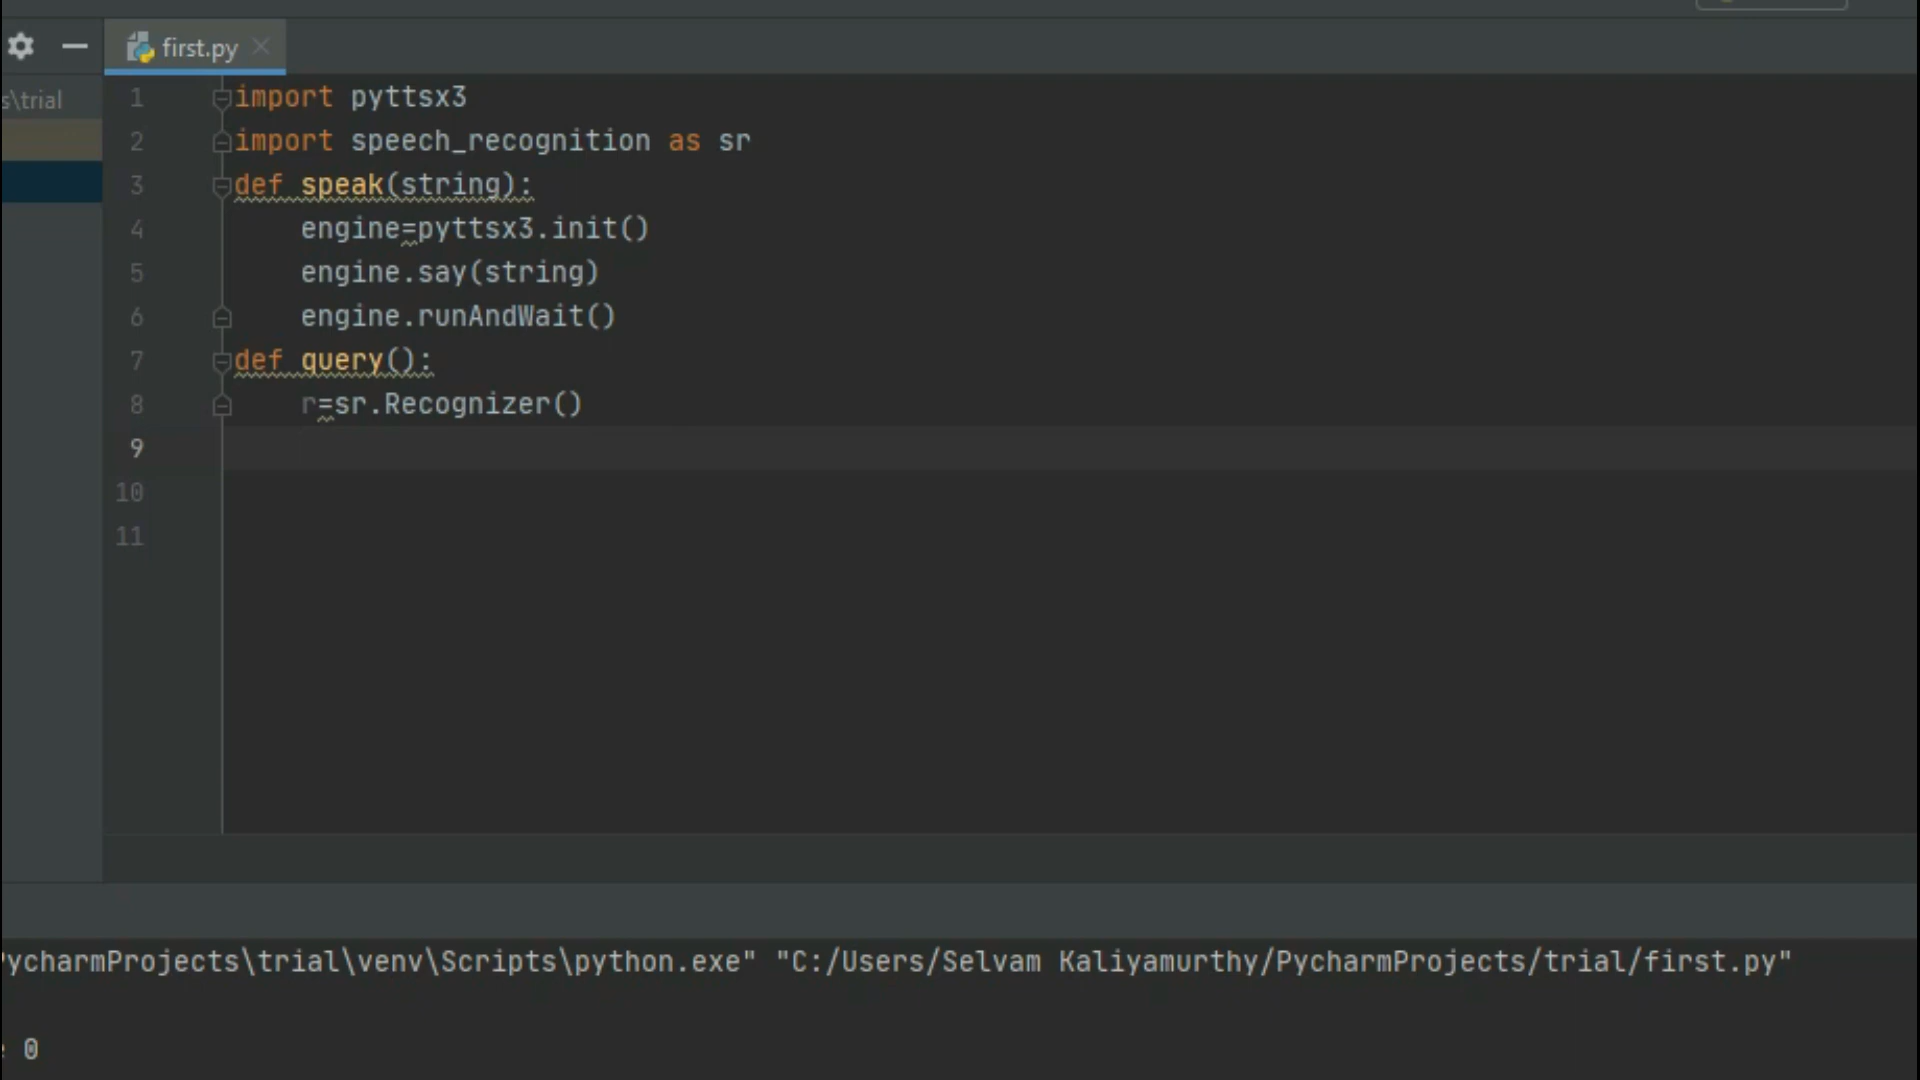 first.py
s\trial
1 import pyttsx3
2 import speech_recognition as sr
3 def speak(string):
4     engine=pyttsx3.init()
5     engine.say(string)
6     engine.runAndWait()
7 def query():
8     r=sr.Recognizer()
9
10
11
ycharmProjects\trial\venv\Scripts\python.exe" "C:/Users/Selvam Kaliyamurthy/PycharmProjects/trial/first.py"
0